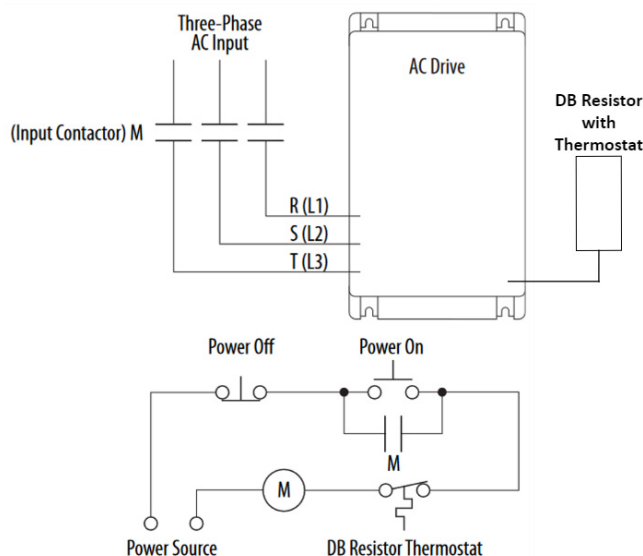 Three-Phase
AC Input
AC Drive
DB Resistor
with
Thermostat
(Input Contactor) M
R (L1)
S (L2)
T (L3)
Power Off
Power On
M
M
Power Source
DB Resistor Thermostat